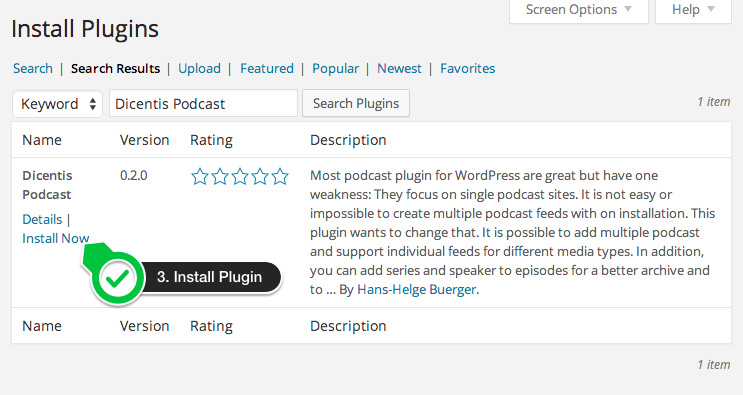 Screen Options Help
Install Plugins
Search | Search Results | Upload | Featured | Popular | Newest | Favorites
Keyword Dicentis Podcast Search Plugins 1 item
Name Version Rating Description
Dicentis Podcast 0.2.0 Most podcast plugin for WordPress are great but have one
weakness: They focus on single podcast sites. It is not easy or
impossible to create multiple podcast feeds with on installation. This
plugin wants to change that. It is possible to add multiple podcast
and support individual feeds for different media types. In addition,
you can add series and speaker to episodes for a better archive and
to ... By Hans-Helge Buerger.
Details |
Install Now
3. Install Plugin
Name Version Rating Description
1 item